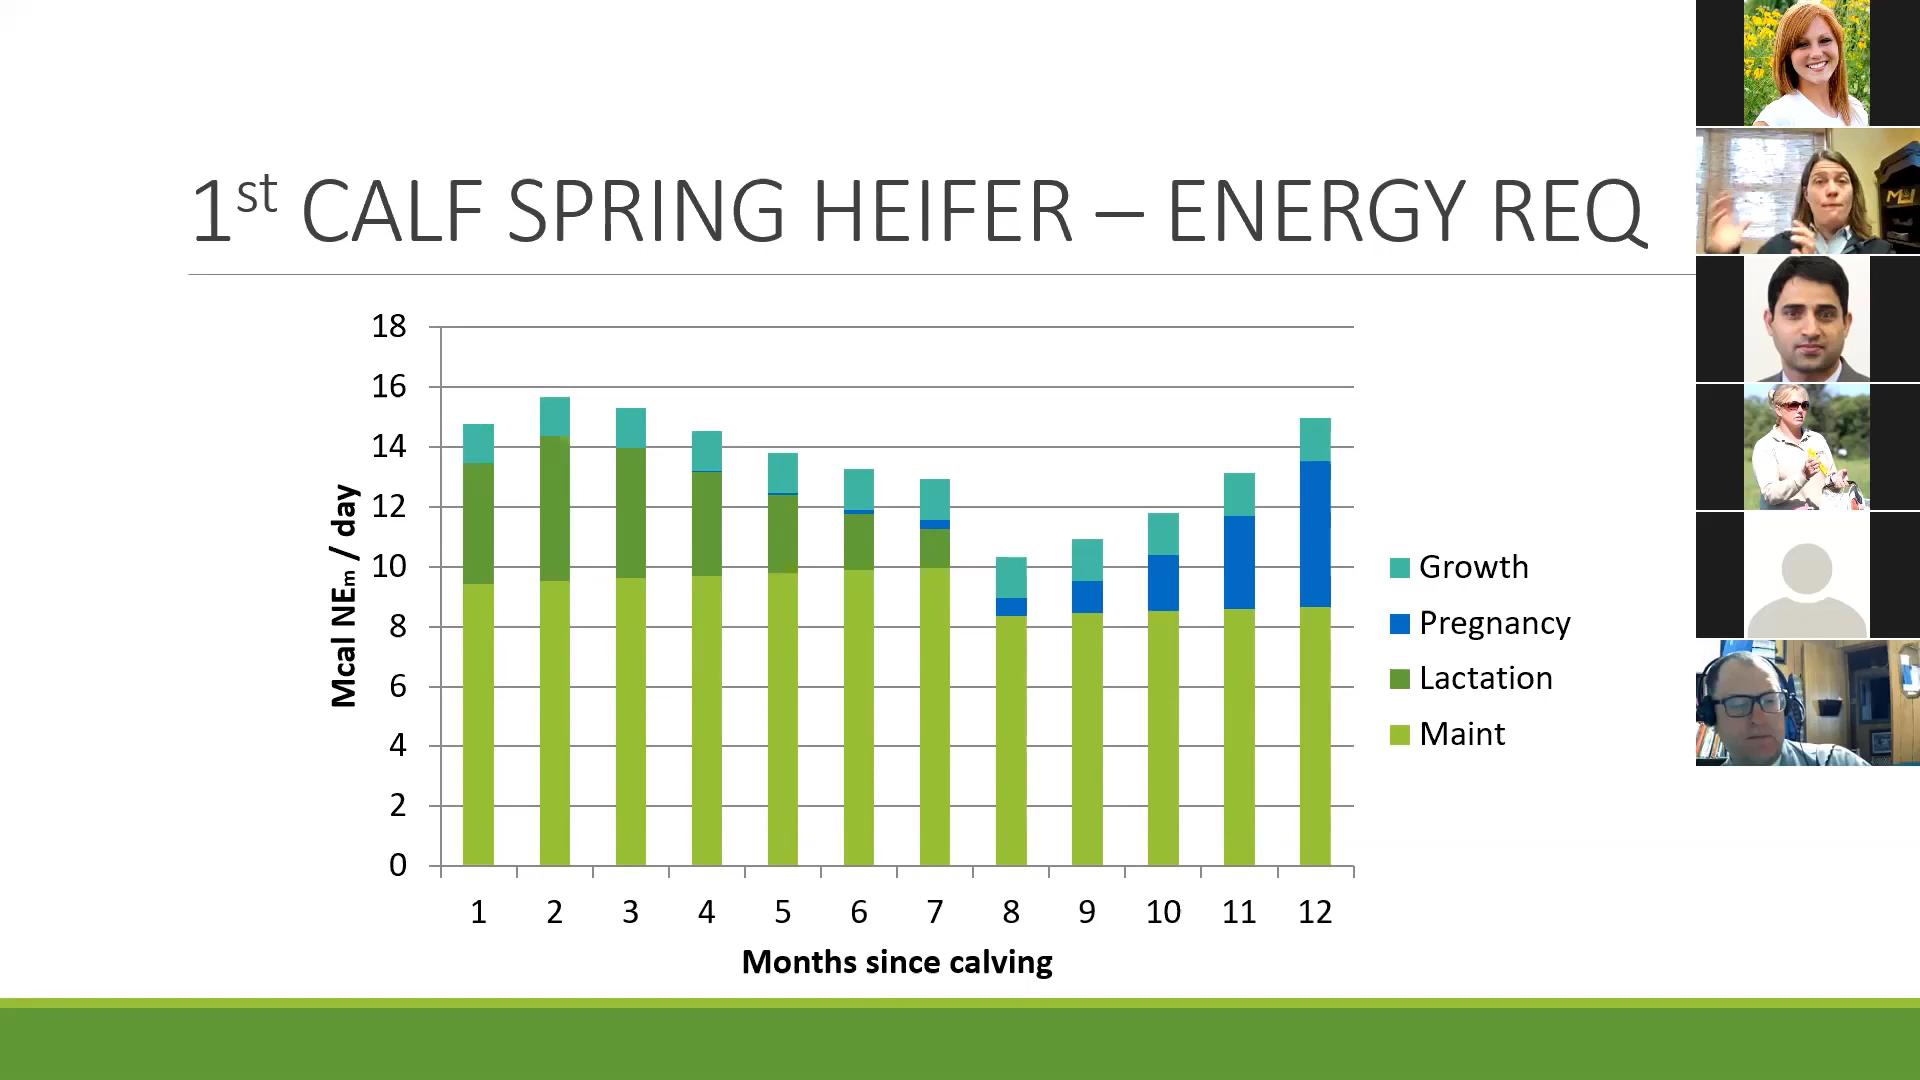 1st CALF SPRING HEIFER – ENERGY REQ
18
16
14
12
10
8
6
4
2
0
Mcal NEm / day
1 2 3 4 5 6 7 8 9 10 11 12
Months since calving
Growth
Pregnancy
Lactation
Maint